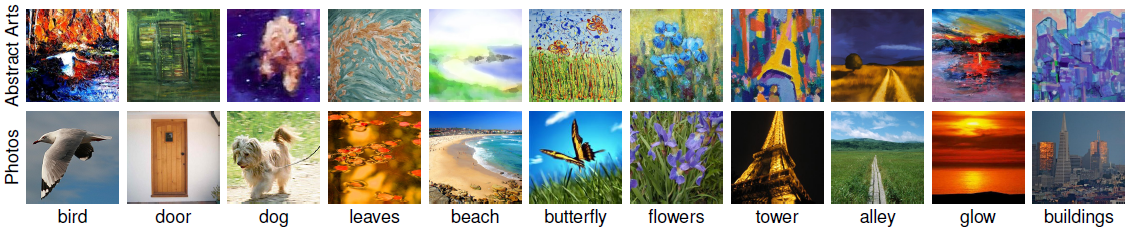 Abstract Arts
Photos
bird door dog leaves beach butterfly flowers tower alley glow buildings